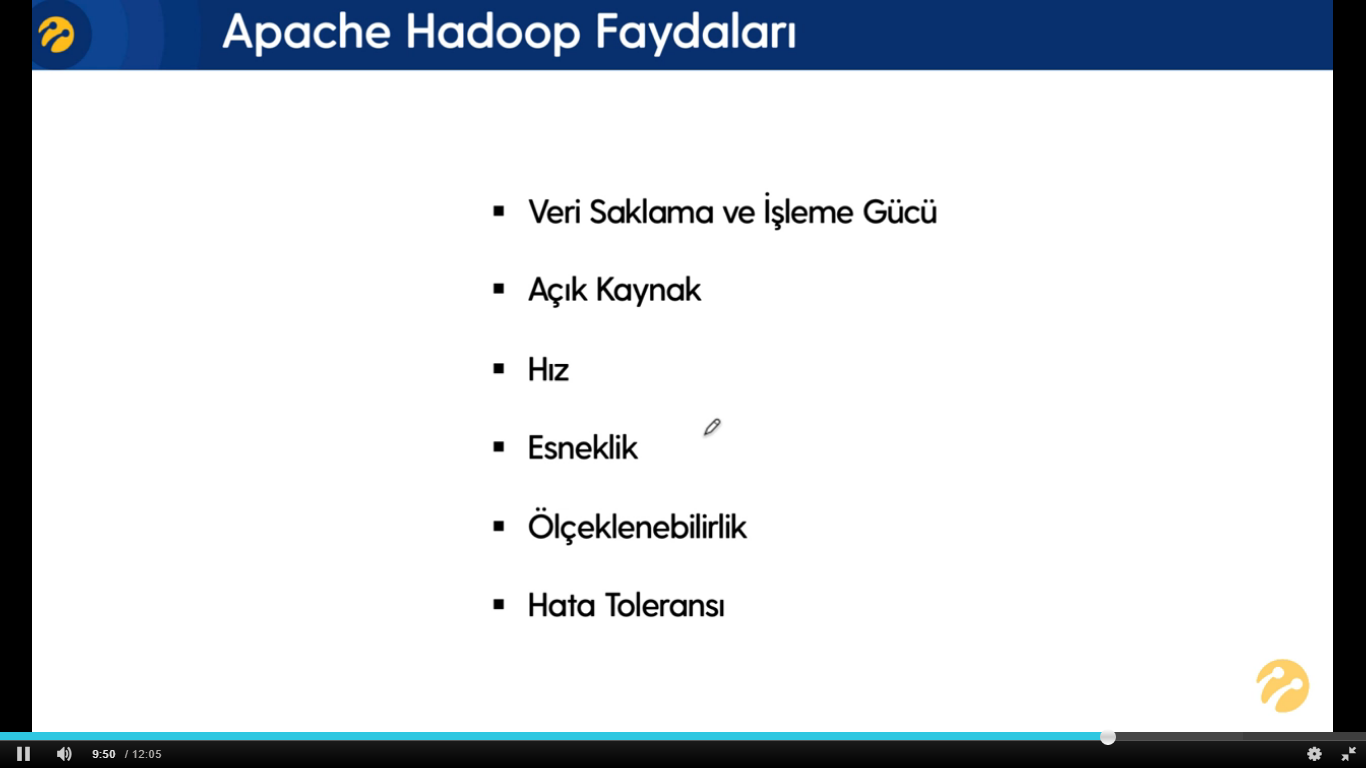 Apache Hadoop Faydaları
▪ Veri Saklama ve İşleme Gücü
▪ Açık Kaynak
▪ Hız
▪ Esneklik
▪ Ölçeklenebilirlik
▪ Hata Toleransı
9:50 / 12:05